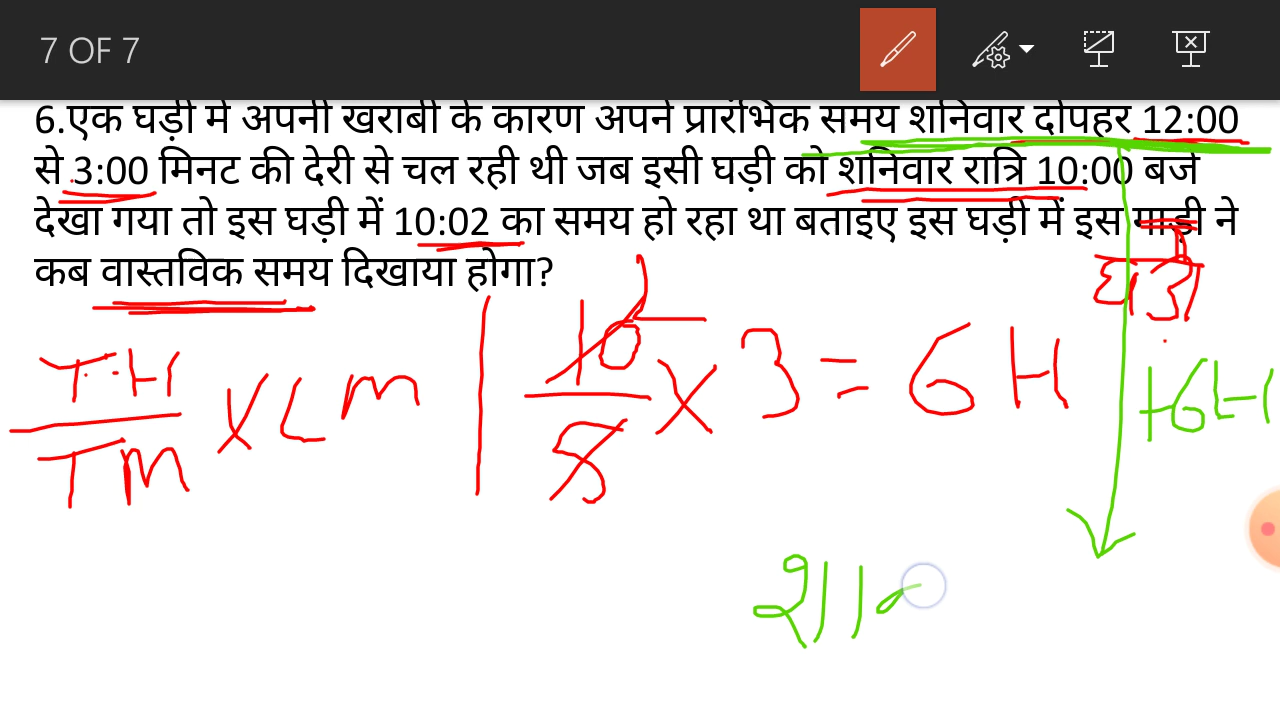 7 OF 7
6.एक घड़ी में अपनी खराबी के कारण अपने प्रारंभिक समय शनिवार दोपहर 12:00
से 3:00 मिनट की देरी से चल रही थी जब इसी घड़ी को शनिवार रात्रि 10:00 बजे
देखा गया तो इस घड़ी में 10:02 का समय हो रहा था बताइए इस घड़ी में इस गाड़ी ने
कब वास्तविक समय दिखाया होगा?
घड़ी
T.H/TM × LM | 10/5 × 3 = 6H
+6H